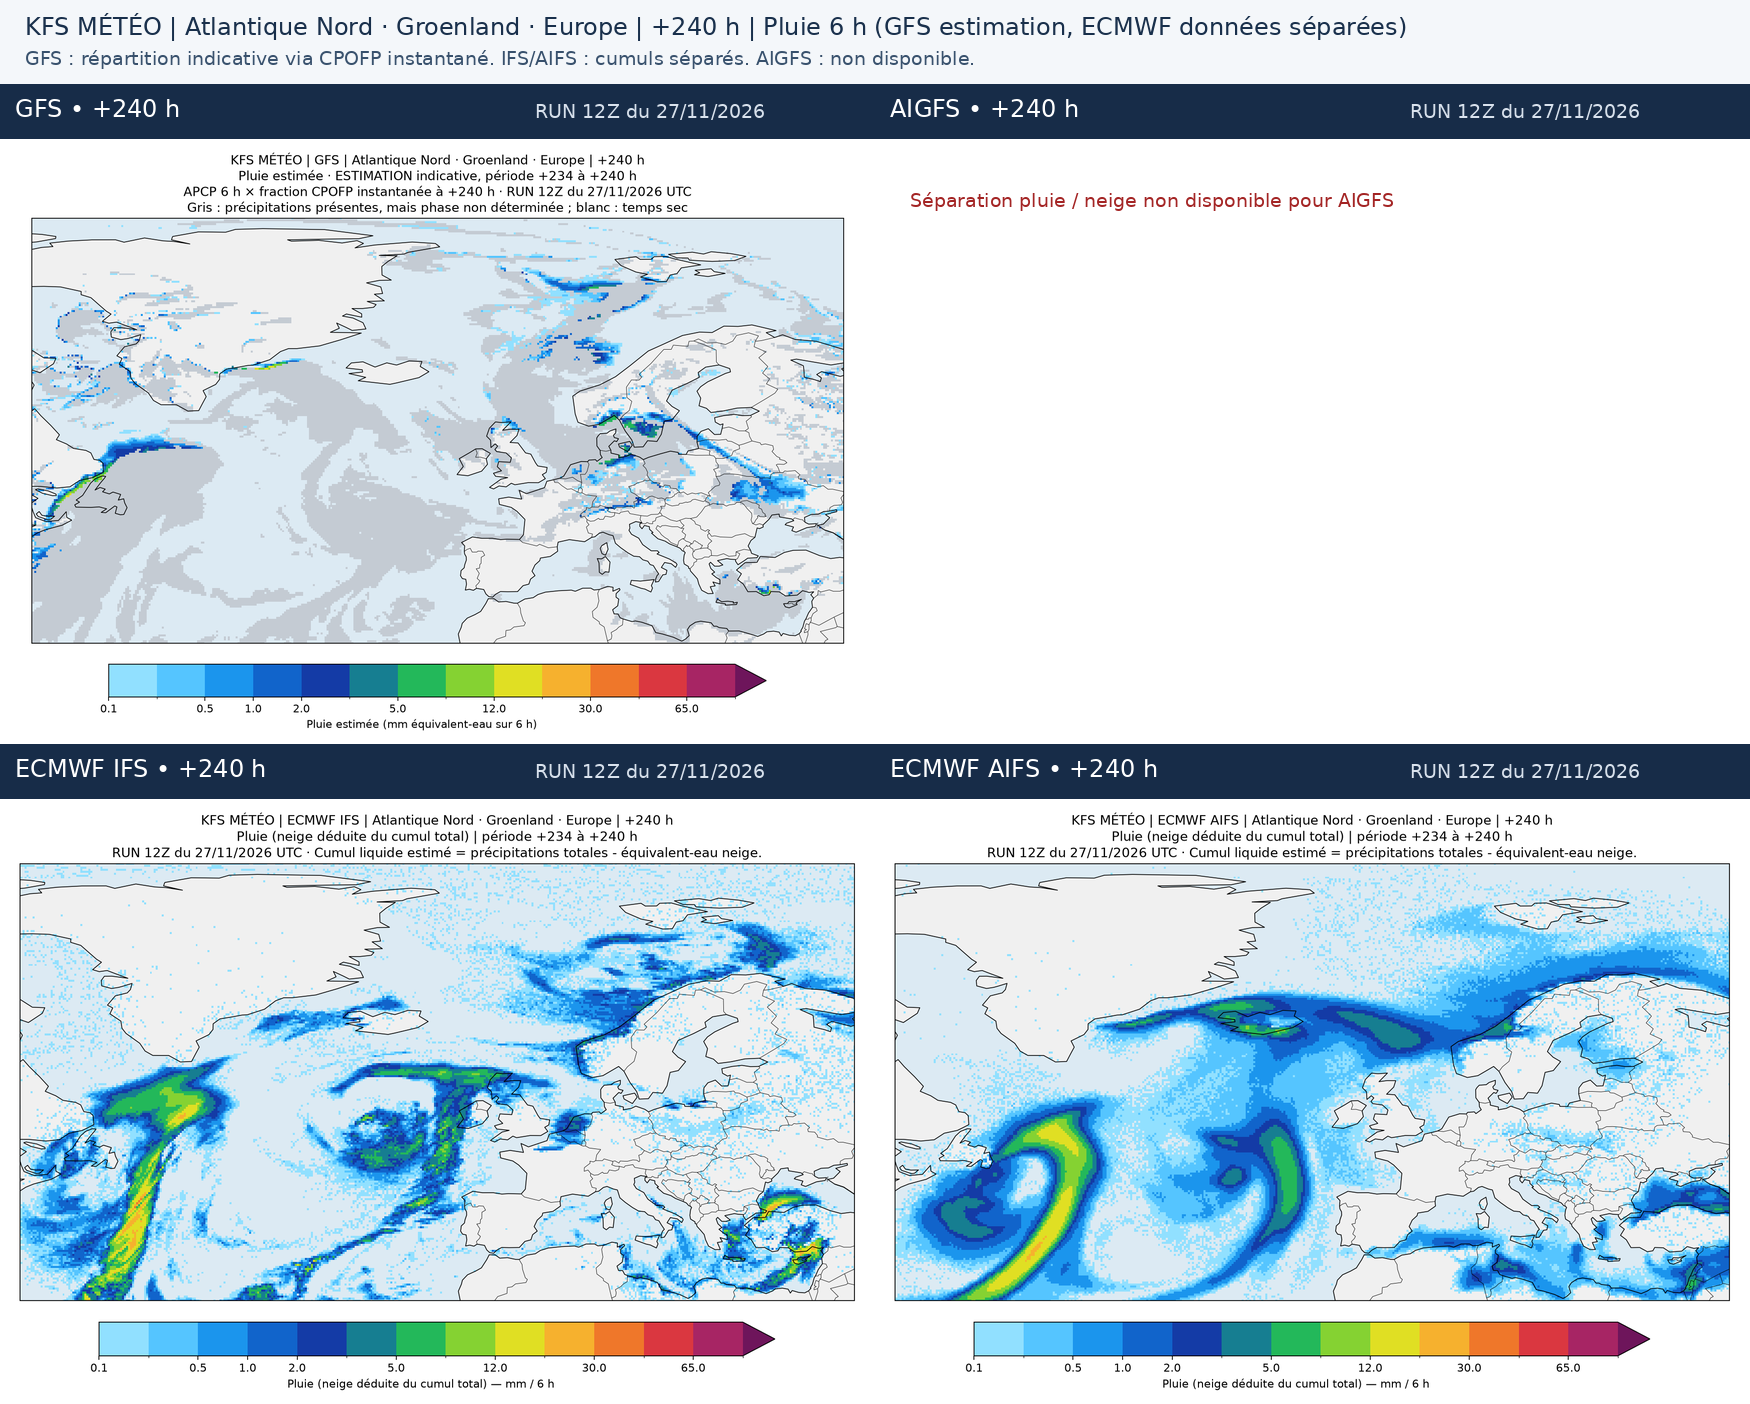 KFS MÉTÉO | Atlantique Nord · Groenland · Europe | +240 h | Pluie 6 h (GFS estimation, ECMWF données séparées)
GFS : répartition indicative via CPOFP instantané. IFS/AIFS : cumuls séparés. AIGFS : non disponible.
GFS • +240 h
RUN 12Z du 27/11/2026
AIGFS • +240 h
RUN 12Z du 27/11/2026
KFS MÉTÉO | GFS | Atlantique Nord · Groenland · Europe | +240 h
Pluie estimée · ESTIMATION indicative, période +234 à +240 h
APCP 6 h × fraction CPOFP instantanée à +240 h · RUN 12Z du 27/11/2026 UTC
Gris : précipitations présentes, mais phase non déterminée ; blanc : temps sec
Séparation pluie / neige non disponible pour AIGFS
0.1 0.5 1.0 2.0 5.0 12.0 30.0 65.0
Pluie estimée (mm équivalent-eau sur 6 h)
ECMWF IFS • +240 h
RUN 12Z du 27/11/2026
ECMWF AIFS • +240 h
RUN 12Z du 27/11/2026
KFS MÉTÉO | ECMWF IFS | Atlantique Nord · Groenland · Europe | +240 h
Pluie (neige déduite du cumul total) | période +234 à +240 h
RUN 12Z du 27/11/2026 UTC · Cumul liquide estimé = précipitations totales - équivalent-eau neige.
KFS MÉTÉO | ECMWF AIFS | Atlantique Nord · Groenland · Europe | +240 h
Pluie (neige déduite du cumul total) | période +234 à +240 h
RUN 12Z du 27/11/2026 UTC · Cumul liquide estimé = précipitations totales - équivalent-eau neige.
0.1 0.5 1.0 2.0 5.0 12.0 30.0 65.0
Pluie (neige déduite du cumul total) — mm / 6 h
0.1 0.5 1.0 2.0 5.0 12.0 30.0 65.0
Pluie (neige déduite du cumul total) — mm / 6 h